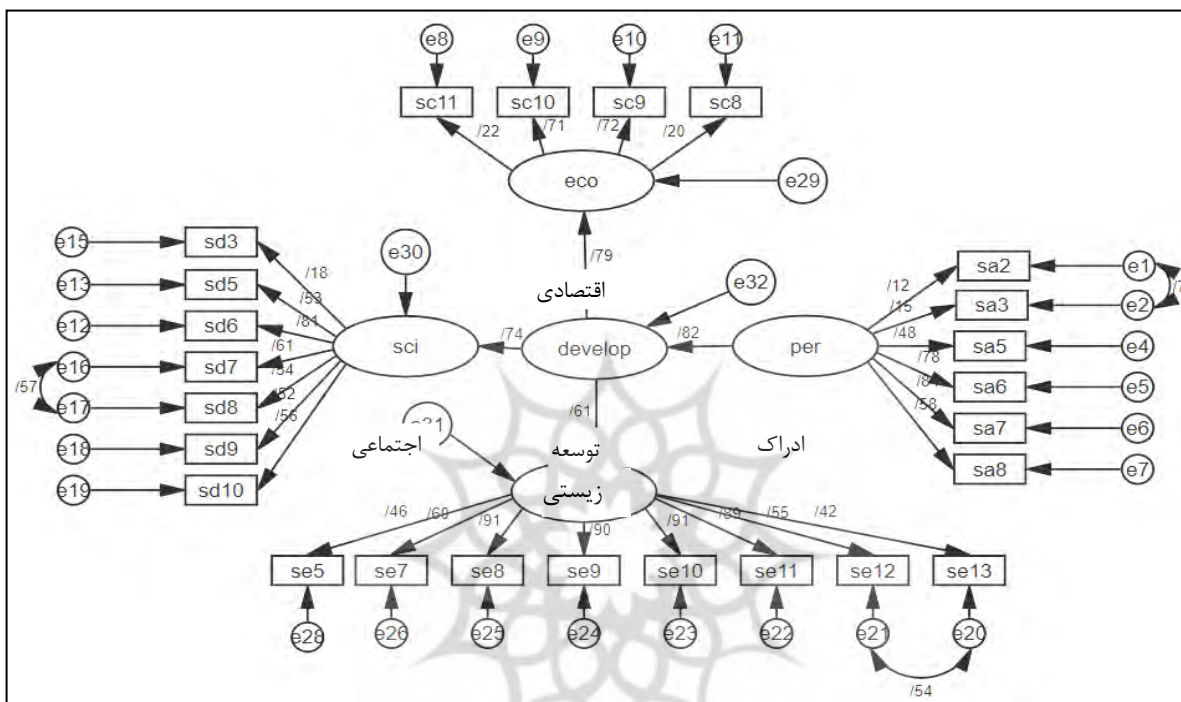 e8 e9 e10 e11
sc11 sc10 sc9 sc8
/22 /71 /72 /20
eco e29
/79
اقتصادی
e15 sd3 e30 e32 sa2 e1
/18 /12
e13 sd5 /53 /15 sa3 e2
e12 sd6 /81 sci /74 develop /82 per /48 sa5 e4
e16 sd7 /61 /78 sa6 e5
/57
e17 sd8 /61 /58 sa7 e6
e18 sd9 /56 اجتماعی توسعه ادراک
e19 sd10 زیستی sa8 e7
/46 /91 /90 /91 /89 /55 /42
se5 se7 se8 se9 se10 se11 se12 se13
e28 e26 e25 e24 e23 e22 e21 e20
/54